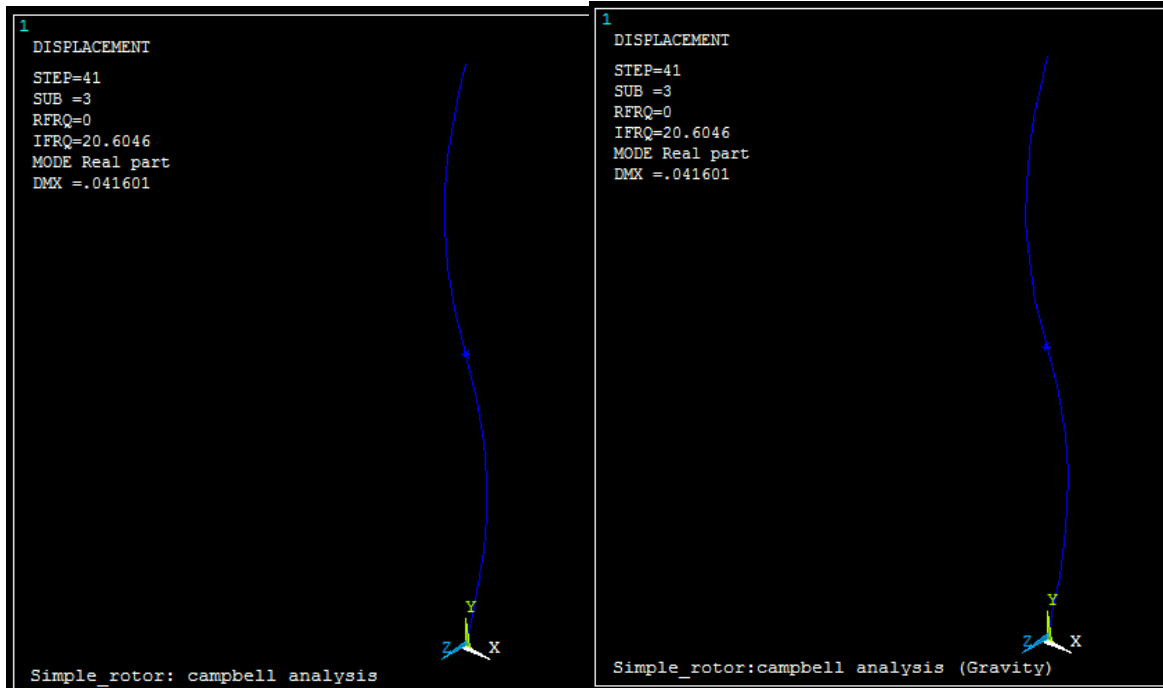 1
DISPLACEMENT
STEP=41
SUB =3
RFRQ=0
IFRQ=20.6046
MODE Real part
DMX =.041601
Y
Z
X
Simple_rotor: campbell analysis
1
DISPLACEMENT
STEP=41
SUB =3
RFRQ=0
IFRQ=20.6046
MODE Real part
DMX =.041601
Y
Z
X
Simple_rotor:campbell analysis (Gravity)